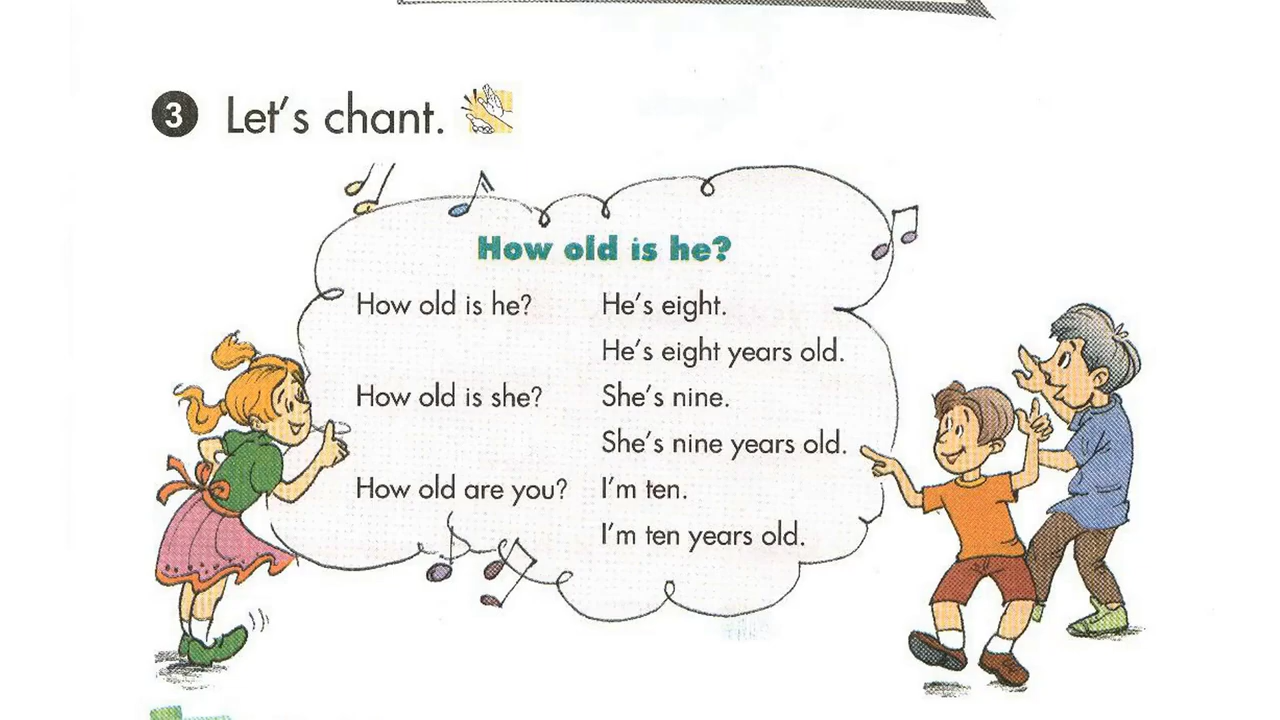 3 Let's chant.
How old is he?
How old is he? He's eight.
He's eight years old.
How old is she? She's nine.
She's nine years old.
How old are you? I'm ten.
I'm ten years old.